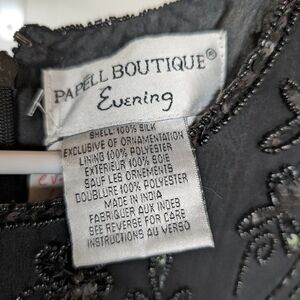 PAPELL BOUTIQUE®
Evening
SHELL 100% SILK
EXCLUSIVE OF ORNAMENTATION
LINING 100% POLYESTER
EXTERIEUR 100% SOIE
SAUF LES ORNEMENTS
DOUBLURE 100% POLYESTER
MADE IN INDIA
FABRIQUER AUX INDES
SEE REVERSE FOR CARE
INSTRUCTIONS AU VERSO